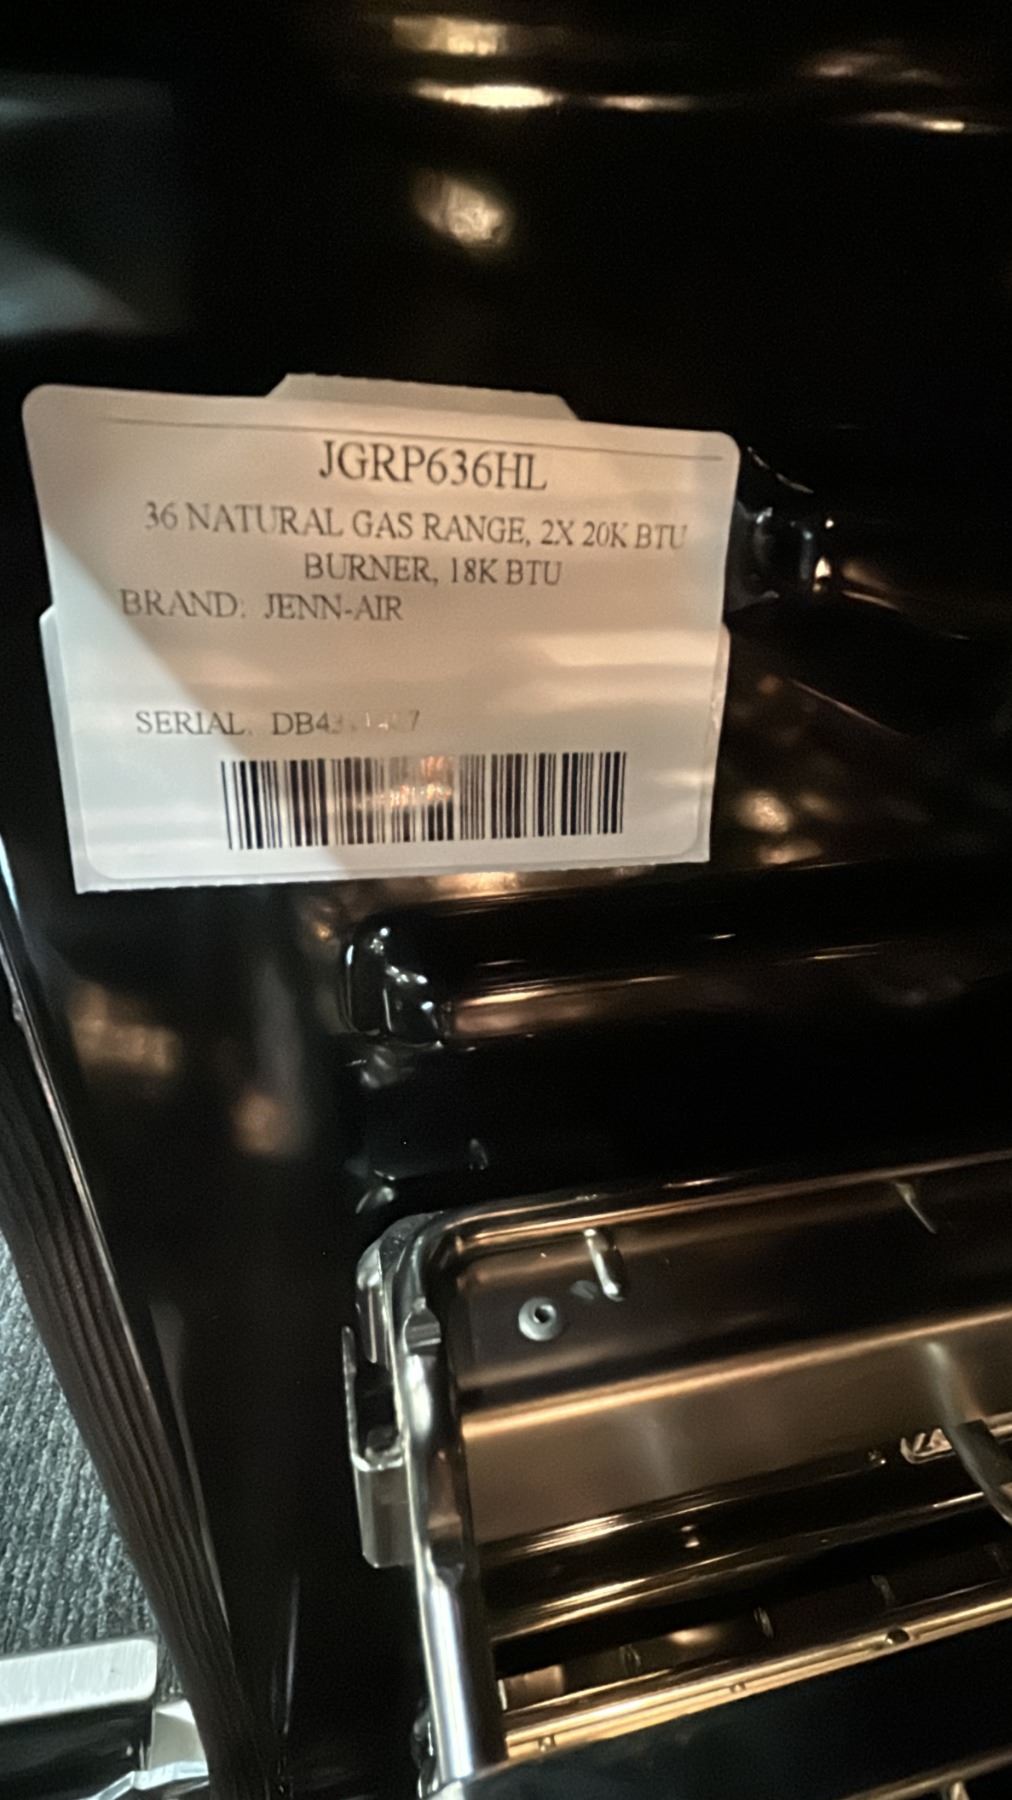 JGRP636HL
36 NATURAL GAS RANGE, 2X 20K BTU
BURNER, 18K BTU
BRAND: JENN-AIR
SERIAL.